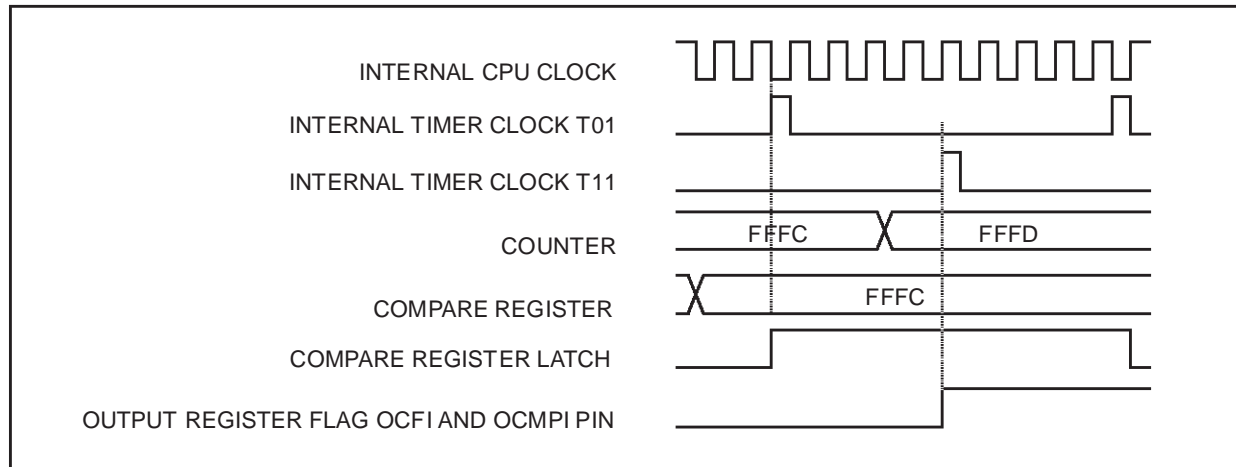 INTERNAL CPU CLOCK
INTERNAL TIMER CLOCK T01
INTERNAL TIMER CLOCK T11
COUNTER FFFC FFFD
COMPARE REGISTER FFFC
COMPARE REGISTER LATCH
OUTPUT REGISTER FLAG OCFI AND OCMPI PIN